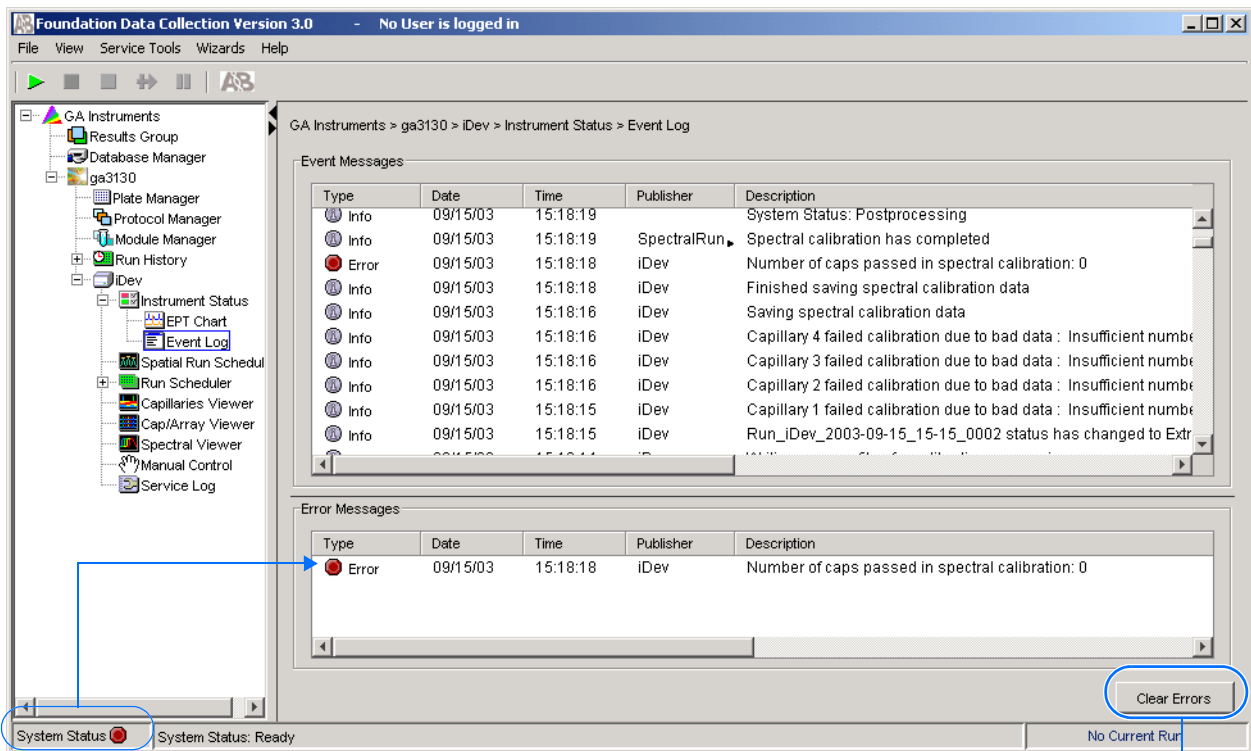 Foundation Data Collection Version 3.0 - No User is logged in
File View Service Tools Wizards Help
AB
GA Instruments
Results Group
Database Manager
ga3130
Plate Manager
Protocol Manager
Module Manager
Run History
iDev
Instrument Status
EPT Chart
Event Log
Spatial Run Schedul
Run Scheduler
Capillaries Viewer
Cap/Array Viewer
Spectral Viewer
Manual Control
Service Log
GA Instruments > ga3130 > iDev > Instrument Status > Event Log
Event Messages
Type Date Time Publisher Description
Info 09/15/03 15:18:19 System Status: Postprocessing
Info 09/15/03 15:18:19 SpectralRun Spectral calibration has completed
Error 09/15/03 15:18:18 iDev Number of caps passed in spectral calibration: 0
Info 09/15/03 15:18:18 iDev Finished saving spectral calibration data
Info 09/15/03 15:18:16 iDev Saving spectral calibration data
Info 09/15/03 15:18:16 iDev Capillary 4 failed calibration due to bad data : Insufficient numbe
Info 09/15/03 15:18:16 iDev Capillary 3 failed calibration due to bad data : Insufficient numbe
Info 09/15/03 15:18:16 iDev Capillary 2 failed calibration due to bad data : Insufficient numbe
Info 09/15/03 15:18:15 iDev Capillary 1 failed calibration due to bad data : Insufficient numbe
Info 09/15/03 15:18:15 iDev Run_iDev_2003-09-15_15-15_0002 status has changed to Extr
Error Messages
Type Date Time Publisher Description
Error 09/15/03 15:18:18 iDev Number of caps passed in spectral calibration: 0
Clear Errors
System Status System Status: Ready No Current Run